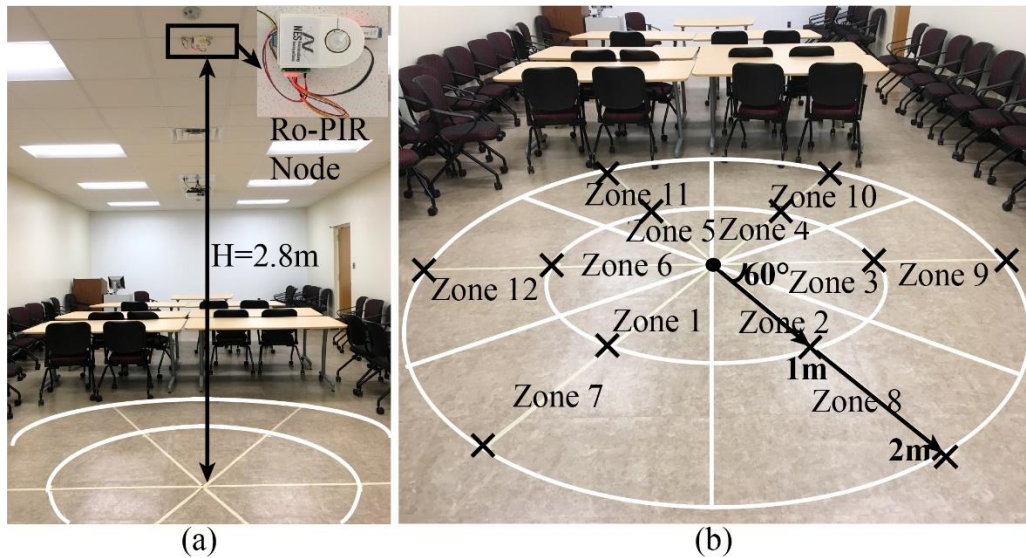 NES
Ro-PIR
Node
H=2.8m
(a)
Zone 11
Zone 10
Zone 5
Zone 4
Zone 12
Zone 6
60°
Zone 3
Zone 9
Zone 1
Zone 2
1m
Zone 7
Zone 8
2m
(b)